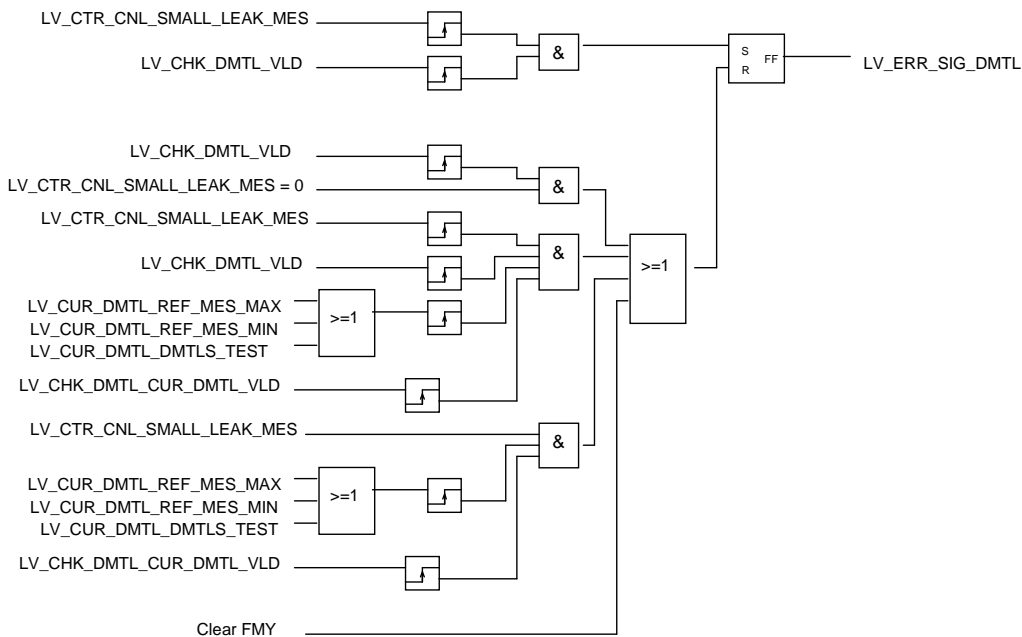 LV_CTR_CNL_SMALL_LEAK_MES
&
S
FF
R
LV_ERR_SIG_DMTL
LV_CHK_DMTL_VLD
LV_CHK_DMTL_VLD
&
LV_CTR_CNL_SMALL_LEAK_MES = 0
LV_CTR_CNL_SMALL_LEAK_MES
&
>=1
LV_CHK_DMTL_VLD
LV_CUR_DMTL_REF_MES_MAX
>=1
LV_CUR_DMTL_REF_MES_MIN
LV_CUR_DMTL_DMTLS_TEST
LV_CHK_DMTL_CUR_DMTL_VLD
LV_CTR_CNL_SMALL_LEAK_MES
&
LV_CUR_DMTL_REF_MES_MAX
>=1
LV_CUR_DMTL_REF_MES_MIN
LV_CUR_DMTL_DMTLS_TEST
LV_CHK_DMTL_CUR_DMTL_VLD
Clear FMY